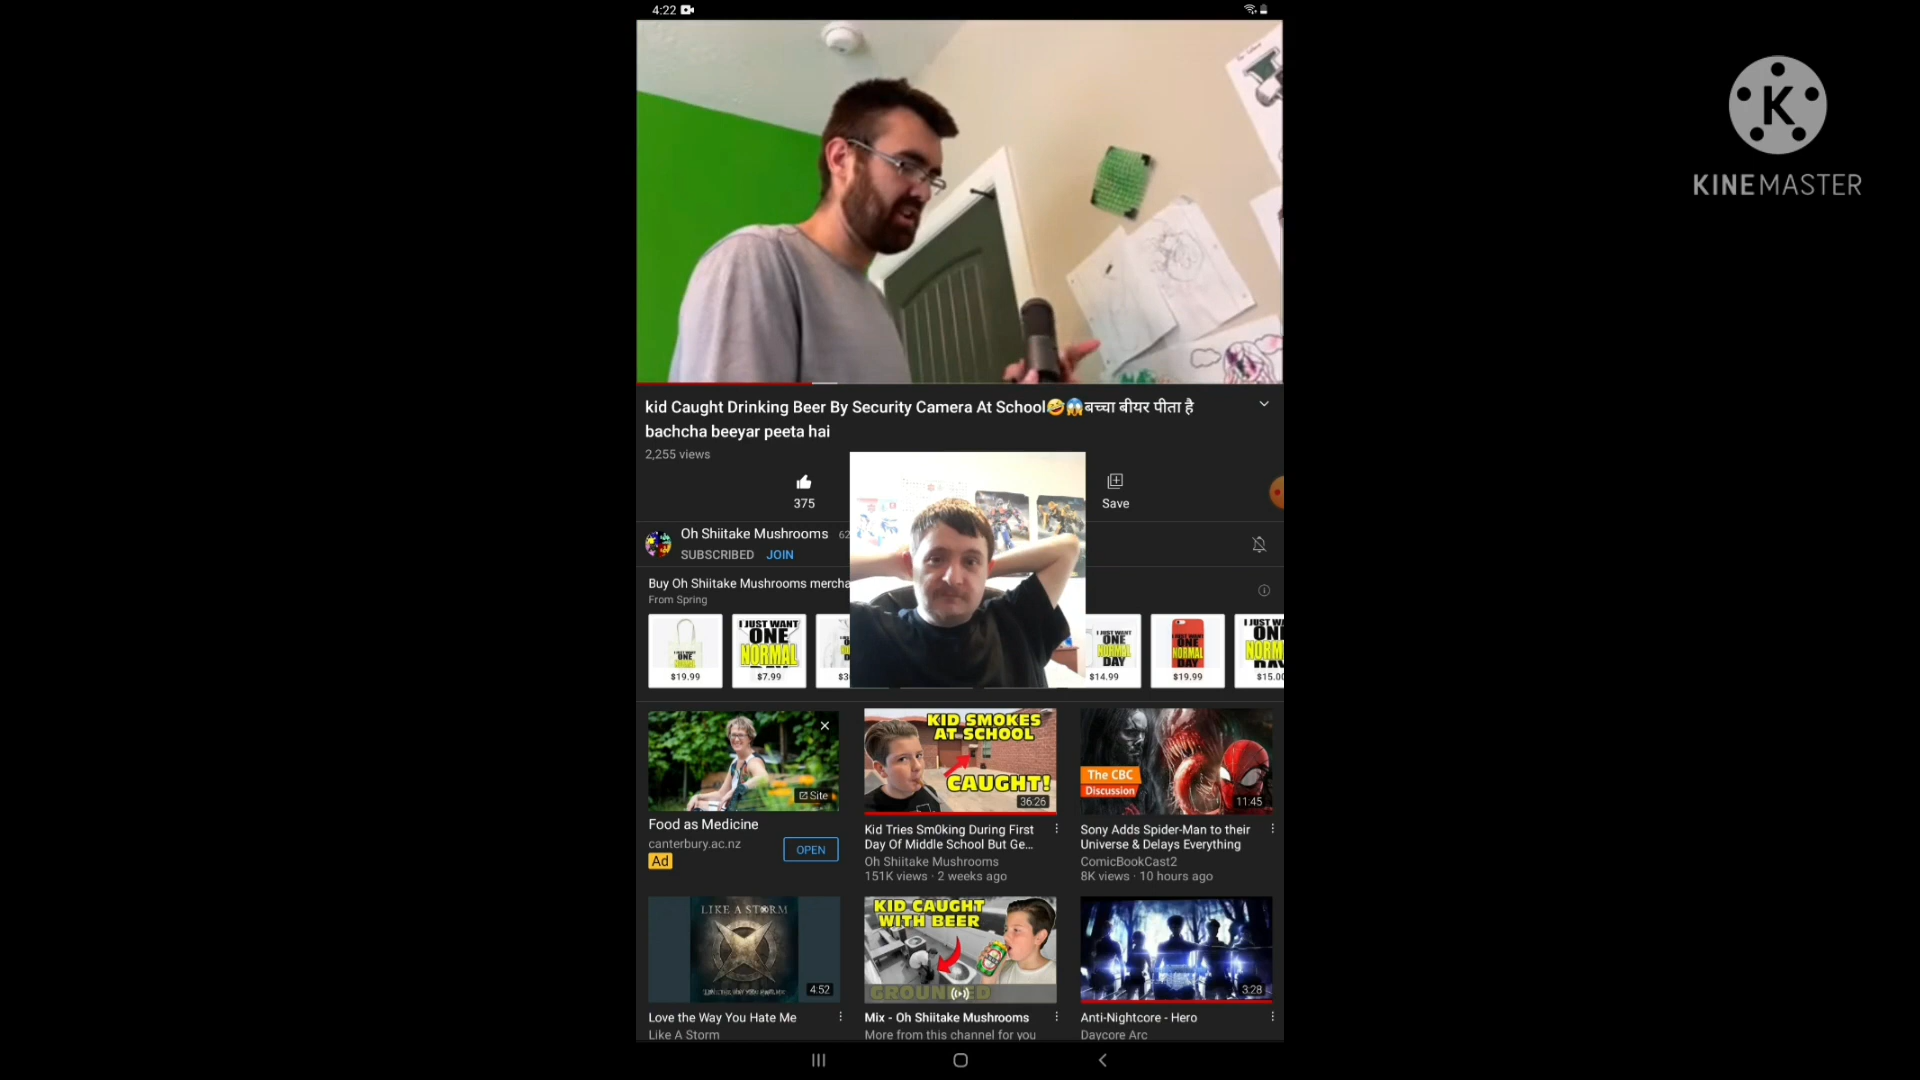 4:22
KINEMASTER
kid Caught Drinking Beer By Security Camera At School🤣😱बच्चा बीयर पीता है
bachcha beeyar peeta hai
2,255 views
375
Save
Oh Shiitake Mushrooms 62
SUBSCRIBED JOIN
Buy Oh Shiitake Mushrooms mercha
From Spring
I JUST WANT
ONE
NORMAL
DAY
$19.99
$7.99
$3
$14.99
$19.99
$15.00
KID SMOKES
AT SCHOOL
CAUGHT!
36:26
The CBC
Discussion
11:45
Site
Food as Medicine
canterbury.ac.nz
Ad
OPEN
Kid Tries Sm0king During First
Day Of Middle School But Ge...
Oh Shiitake Mushrooms
151K views · 2 weeks ago
Sony Adds Spider-Man to their
Universe & Delays Everything
ComicBookCast2
8K views · 10 hours ago
LIKE A STORM
4:52
KID CAUGHT
WITH BEER
GROUNDED
3:28
Love the Way You Hate Me
Like A Storm
Mix - Oh Shiitake Mushrooms
More from this channel for you
Anti-Nightcore - Hero
Daycore Arc